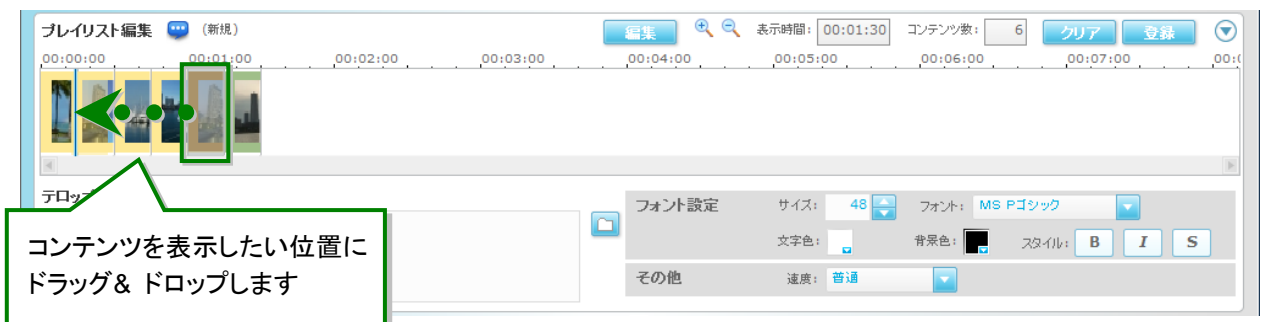 プレイリスト編集 (新規) 編集 表示時間: 00:01:30 コンテンツ数: 6 クリア 登録
00:00:00 00:01:00 00:02:00 00:03:00 00:04:00 00:05:00 00:06:00 00:07:00 00:0
テロップ
フォント設定 サイズ: 48 フォント: MS Pゴシック
文字色: 背景色: スタイル: B I S
その他 速度: 普通
コンテンツを表示したい位置に
ドラッグ& ドロップします